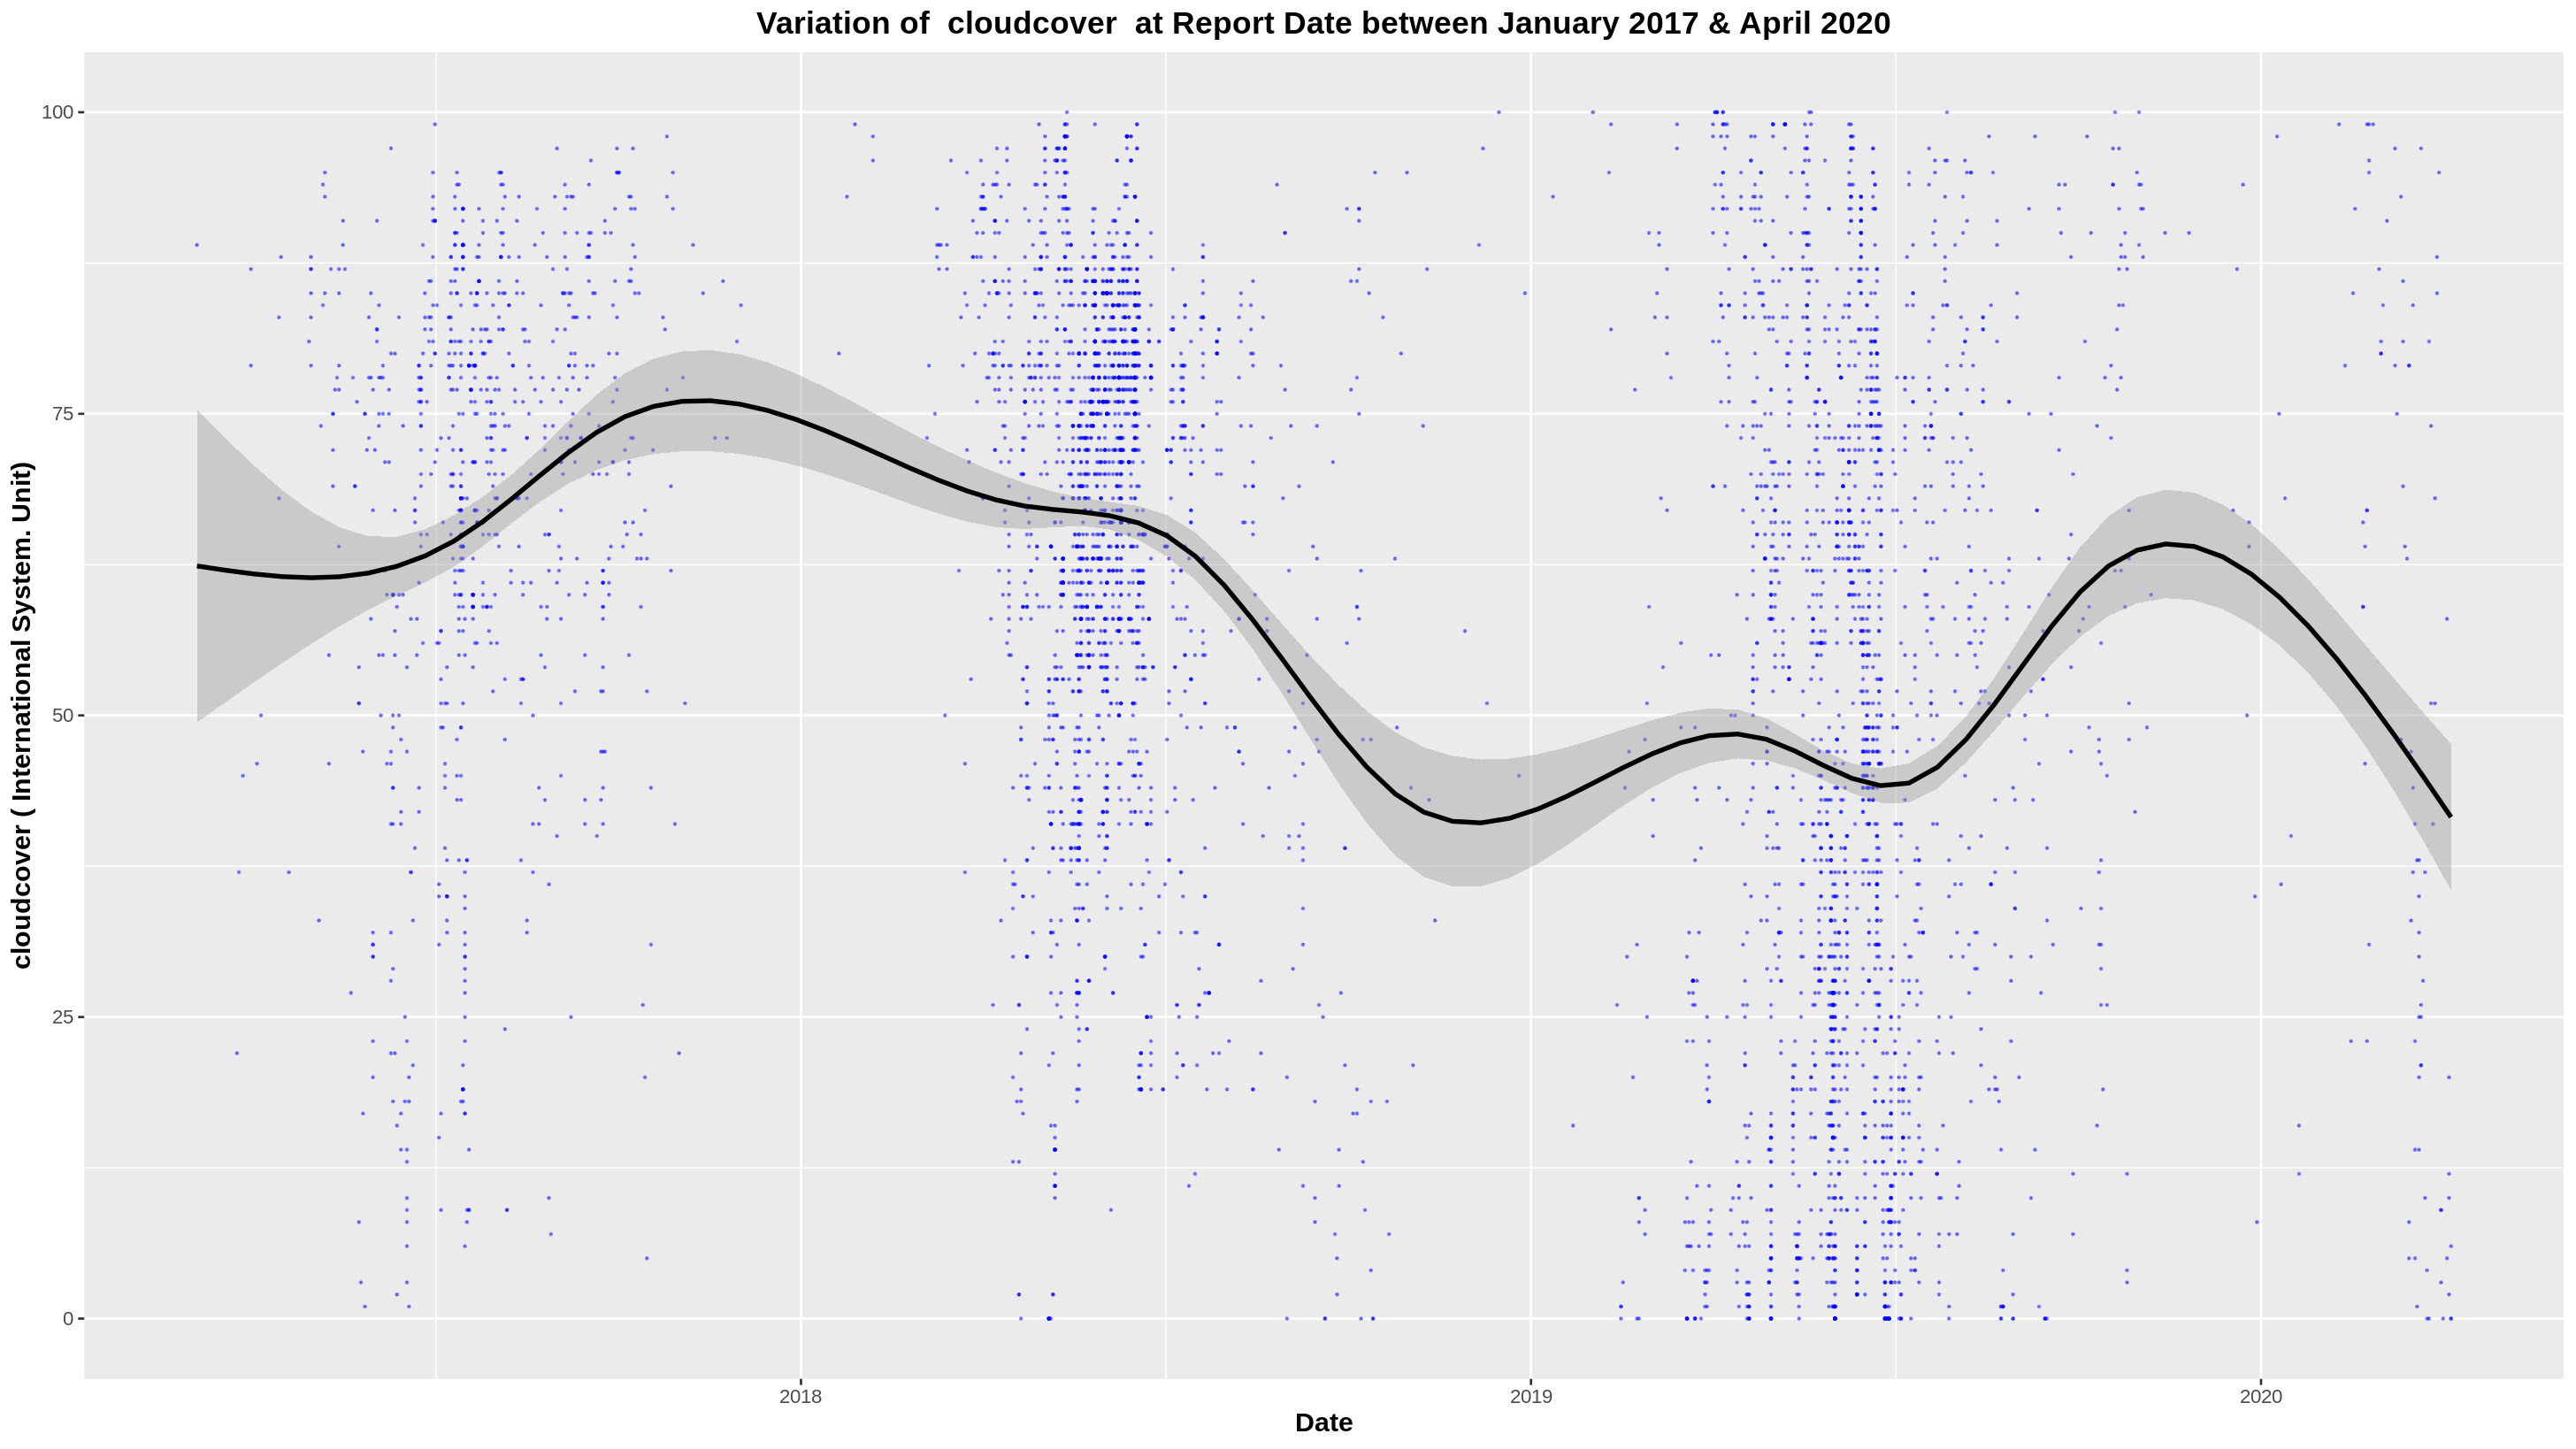 Variation of  cloudcover  at Report Date between January 2017 & April 2020
cloudcover ( International System. Unit)
100
75
50
25
0
2018
2019
2020
Date